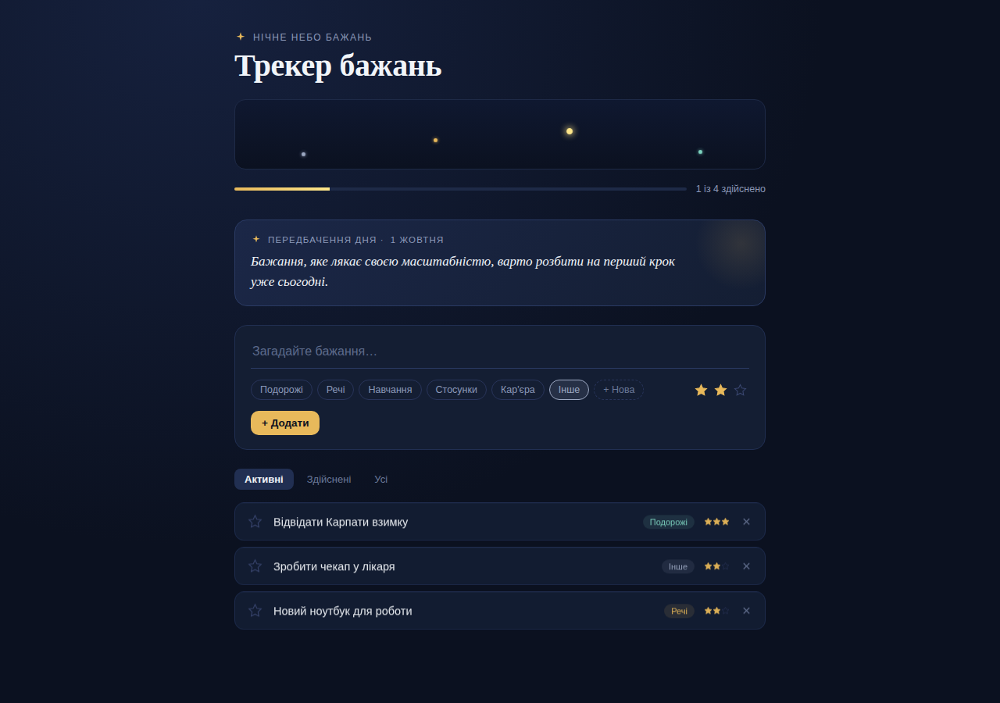 НІЧНЕ НЕБО БАЖАНЬ
Трекер бажань
1 із 4 здійснено
ПЕРЕДБАЧЕННЯ ДНЯ · 1 ЖОВТНЯ
Бажання, яке лякає своєю масштабністю, варто розбити на перший крок
уже сьогодні.
Загадайте бажання…
Подорожі Речі Навчання Стосунки Кар'єра Інше + Нова
+ Додати
Активні Здійснені Усі
Відвідати Карпати взимку Подорожі
Зробити чекап у лікаря Інше
Новий ноутбук для роботи Речі